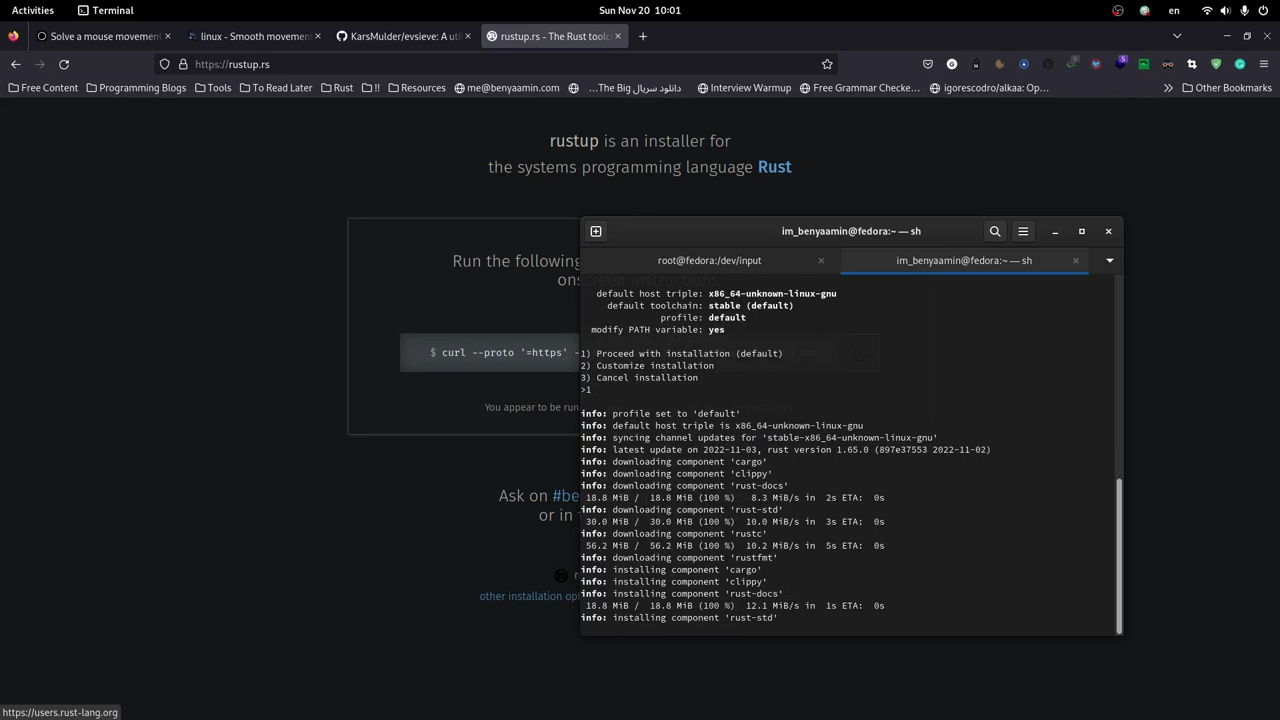 Activities
Terminal
Sun Nov 20  10:01
en
Solve a mouse movemen
linux - Smooth movemen
KarsMulder/evsieve: A ut
rustup.rs - The Rust toolc
https://rustup.rs
Free Content
Programming Blogs
Tools
To Read Later
Rust
!!
Resources
me@benyaamin.com
دانلود سریال The Big...
Interview Warmup
Free Grammar Checke...
igorescodro/alkaa: Op...
Other Bookmarks
rustup is an installer for
the systems programming language Rust
Run the following
onscreen instructions.
$ curl --proto '=https' -
You appear to be run
Ask on #be
or in
other installation opt
https://users.rust-lang.org
im_benyaamin@fedora:~ — sh
root@fedora:/dev/input
im_benyaamin@fedora:~ — sh
default host triple: x86_64-unknown-linux-gnu
default toolchain: stable (default)
profile: default
modify PATH variable: yes
1) Proceed with installation (default)
2) Customize installation
3) Cancel installation
>1
info: profile set to 'default'
info: default host triple is x86_64-unknown-linux-gnu
info: syncing channel updates for 'stable-x86_64-unknown-linux-gnu'
info: latest update on 2022-11-03, rust version 1.65.0 (897e37553 2022-11-02)
info: downloading component 'cargo'
info: downloading component 'clippy'
info: downloading component 'rust-docs'
18.8 MiB /  18.8 MiB (100 %)   8.3 MiB/s in  2s ETA:  0s
info: downloading component 'rust-std'
30.0 MiB /  30.0 MiB (100 %)  10.0 MiB/s in  3s ETA:  0s
info: downloading component 'rustc'
56.2 MiB /  56.2 MiB (100 %)  10.2 MiB/s in  5s ETA:  0s
info: downloading component 'rustfmt'
info: installing component 'cargo'
info: installing component 'clippy'
info: installing component 'rust-docs'
18.8 MiB /  18.8 MiB (100 %)  12.1 MiB/s in  1s ETA:  0s
info: installing component 'rust-std'